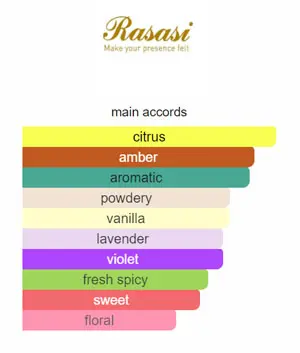 Rasasi
Make your presence felt
main accords
citrus
amber
aromatic
powdery
vanilla
lavender
violet
fresh spicy
sweet
floral